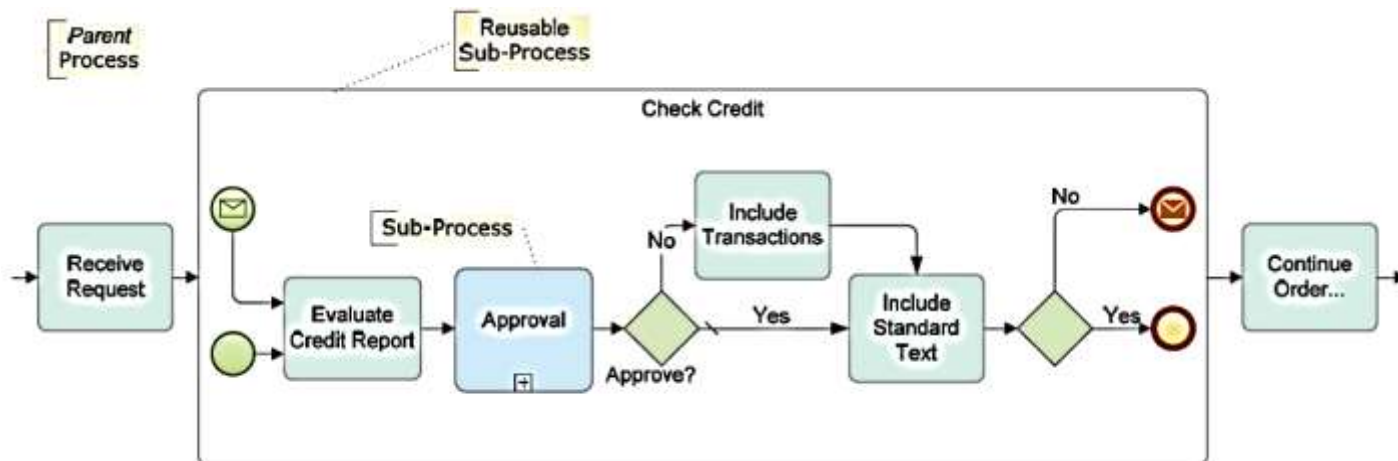 Parent
Process
Reusable
Sub-Process
Check Credit
Receive
Request
Sub-Process
Evaluate
Credit Report
Approval
Approve?
No
Include
Transactions
Yes
Include
Standard
Text
No
Yes
Continue
Order...